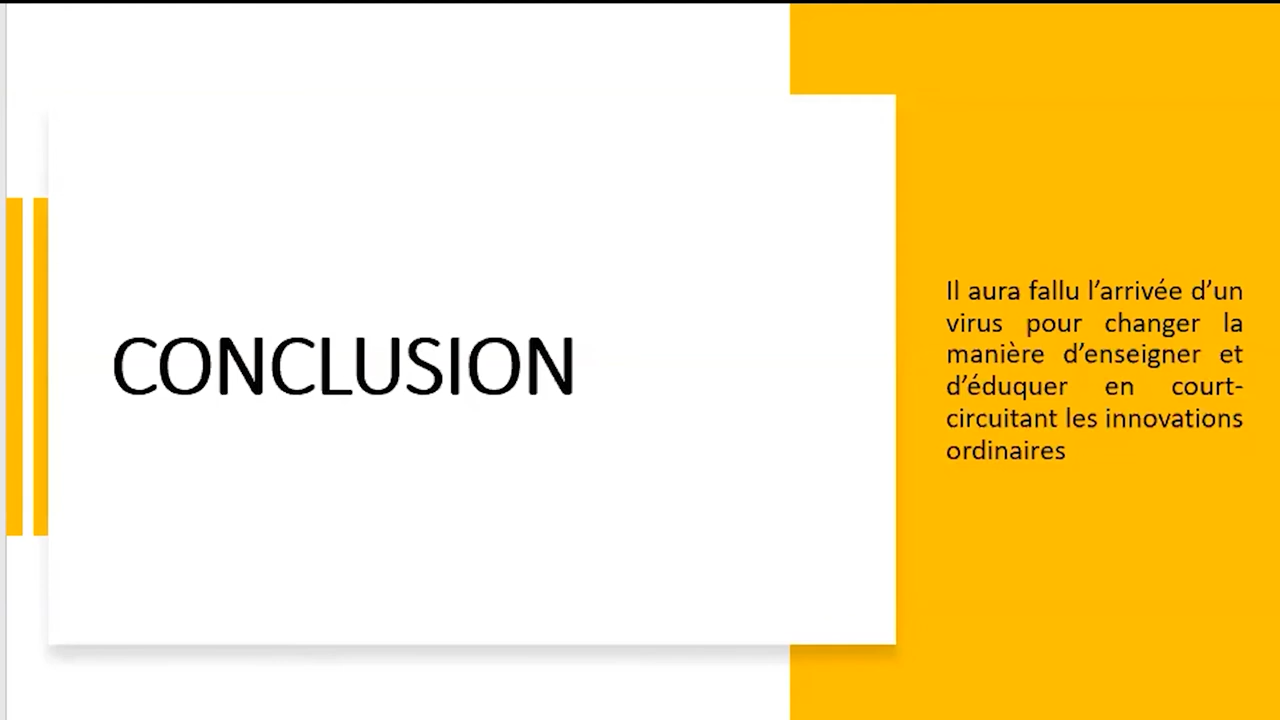 CONCLUSION
Il aura fallu l’arrivée d’un
virus pour changer la
manière d’enseigner et
d’éduquer en court-
circuitant les innovations
ordinaires